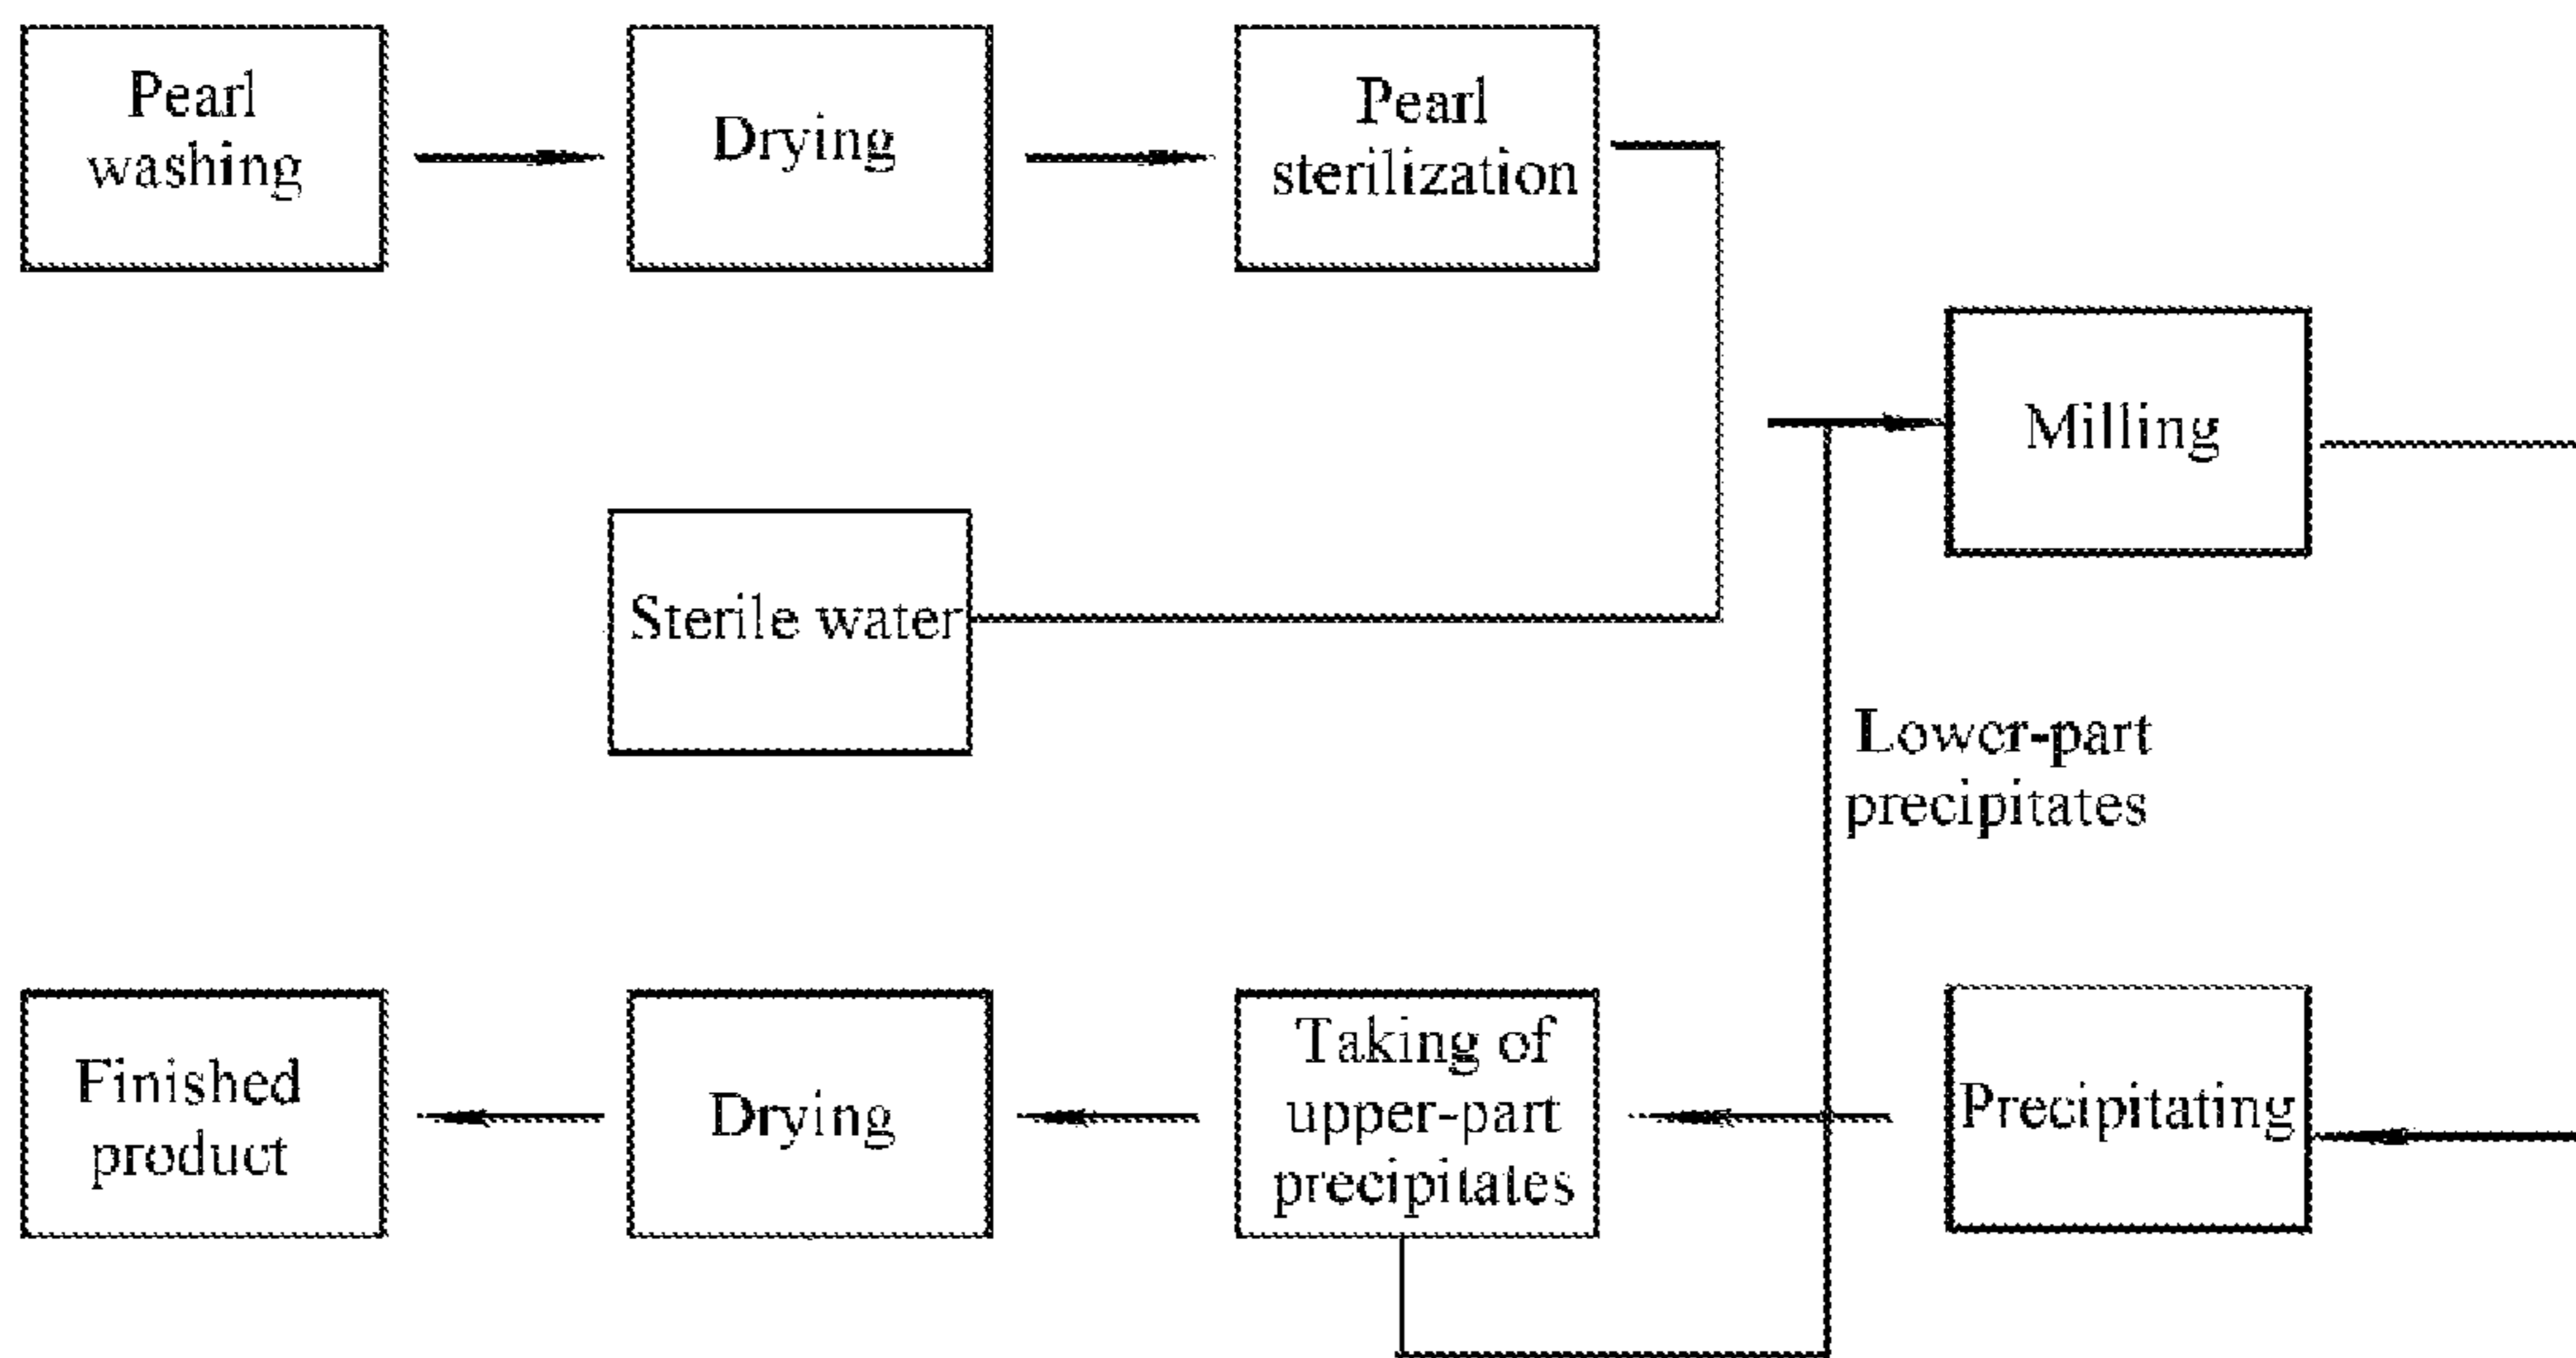 Pearl
washing
Drying
Pearl
sterilization
Milling
Sterile water
Lower-part
precipitates
Finished
product
Drying
Taking of
upper-part
precipitates
Precipitating